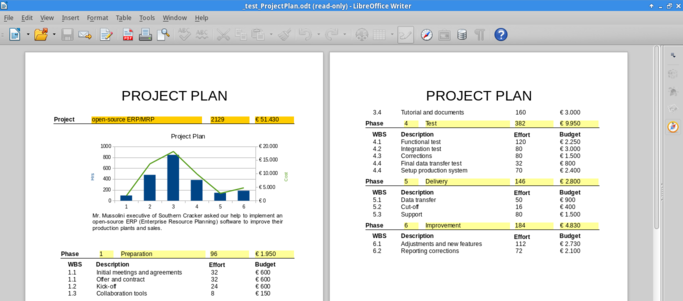 _test_ProjectPlan.odt (read-only) - LibreOffice Writer
File Edit View Insert Format Table Tools Window Help
PROJECT PLAN
Project open-source ERP/MRP 2129 € 51.430
Project Plan
1000 € 20.000
800 € 15.000
600
400 € 10.000
200 € 5.000
0 € 0
Hrs
Cost
1 2 3 4 5 6
Mr. Mussolini executive of Southern Cracker asked our help to implement an
open-source ERP (Enterprise Resource Planning) software to improve their
production plants and sales.
Phase 1 Preparation 96 € 1.950
WBS Description Effort Budget
1.1 Initial meetings and agreements 32 € 600
1.1 Offer and contract 32 € 600
1.2 Kick-off 24 € 600
1.3 Collaboration tools 8 € 150
PROJECT PLAN
3.4 Tutorial and documents 160 € 3.000
Phase 4 Test 382 € 9.950
WBS Description Effort Budget
4.1 Functional test 120 € 2.250
4.2 Integration test 80 € 3.000
4.3 Corrections 80 € 1.500
4.4 Final data transfer test 32 € 800
4.4 Setup production system 70 € 2.400
Phase 5 Delivery 146 € 2.800
WBS Description Effort Budget
5.1 Data transfer 50 € 900
5.2 Cut-off 16 € 400
5.3 Support 80 € 1.500
Phase 6 Improvement 184 € 4.830
WBS Description Effort Budget
6.1 Adjustments and new features 112 € 2.730
6.2 Reporting corrections 72 € 2.100